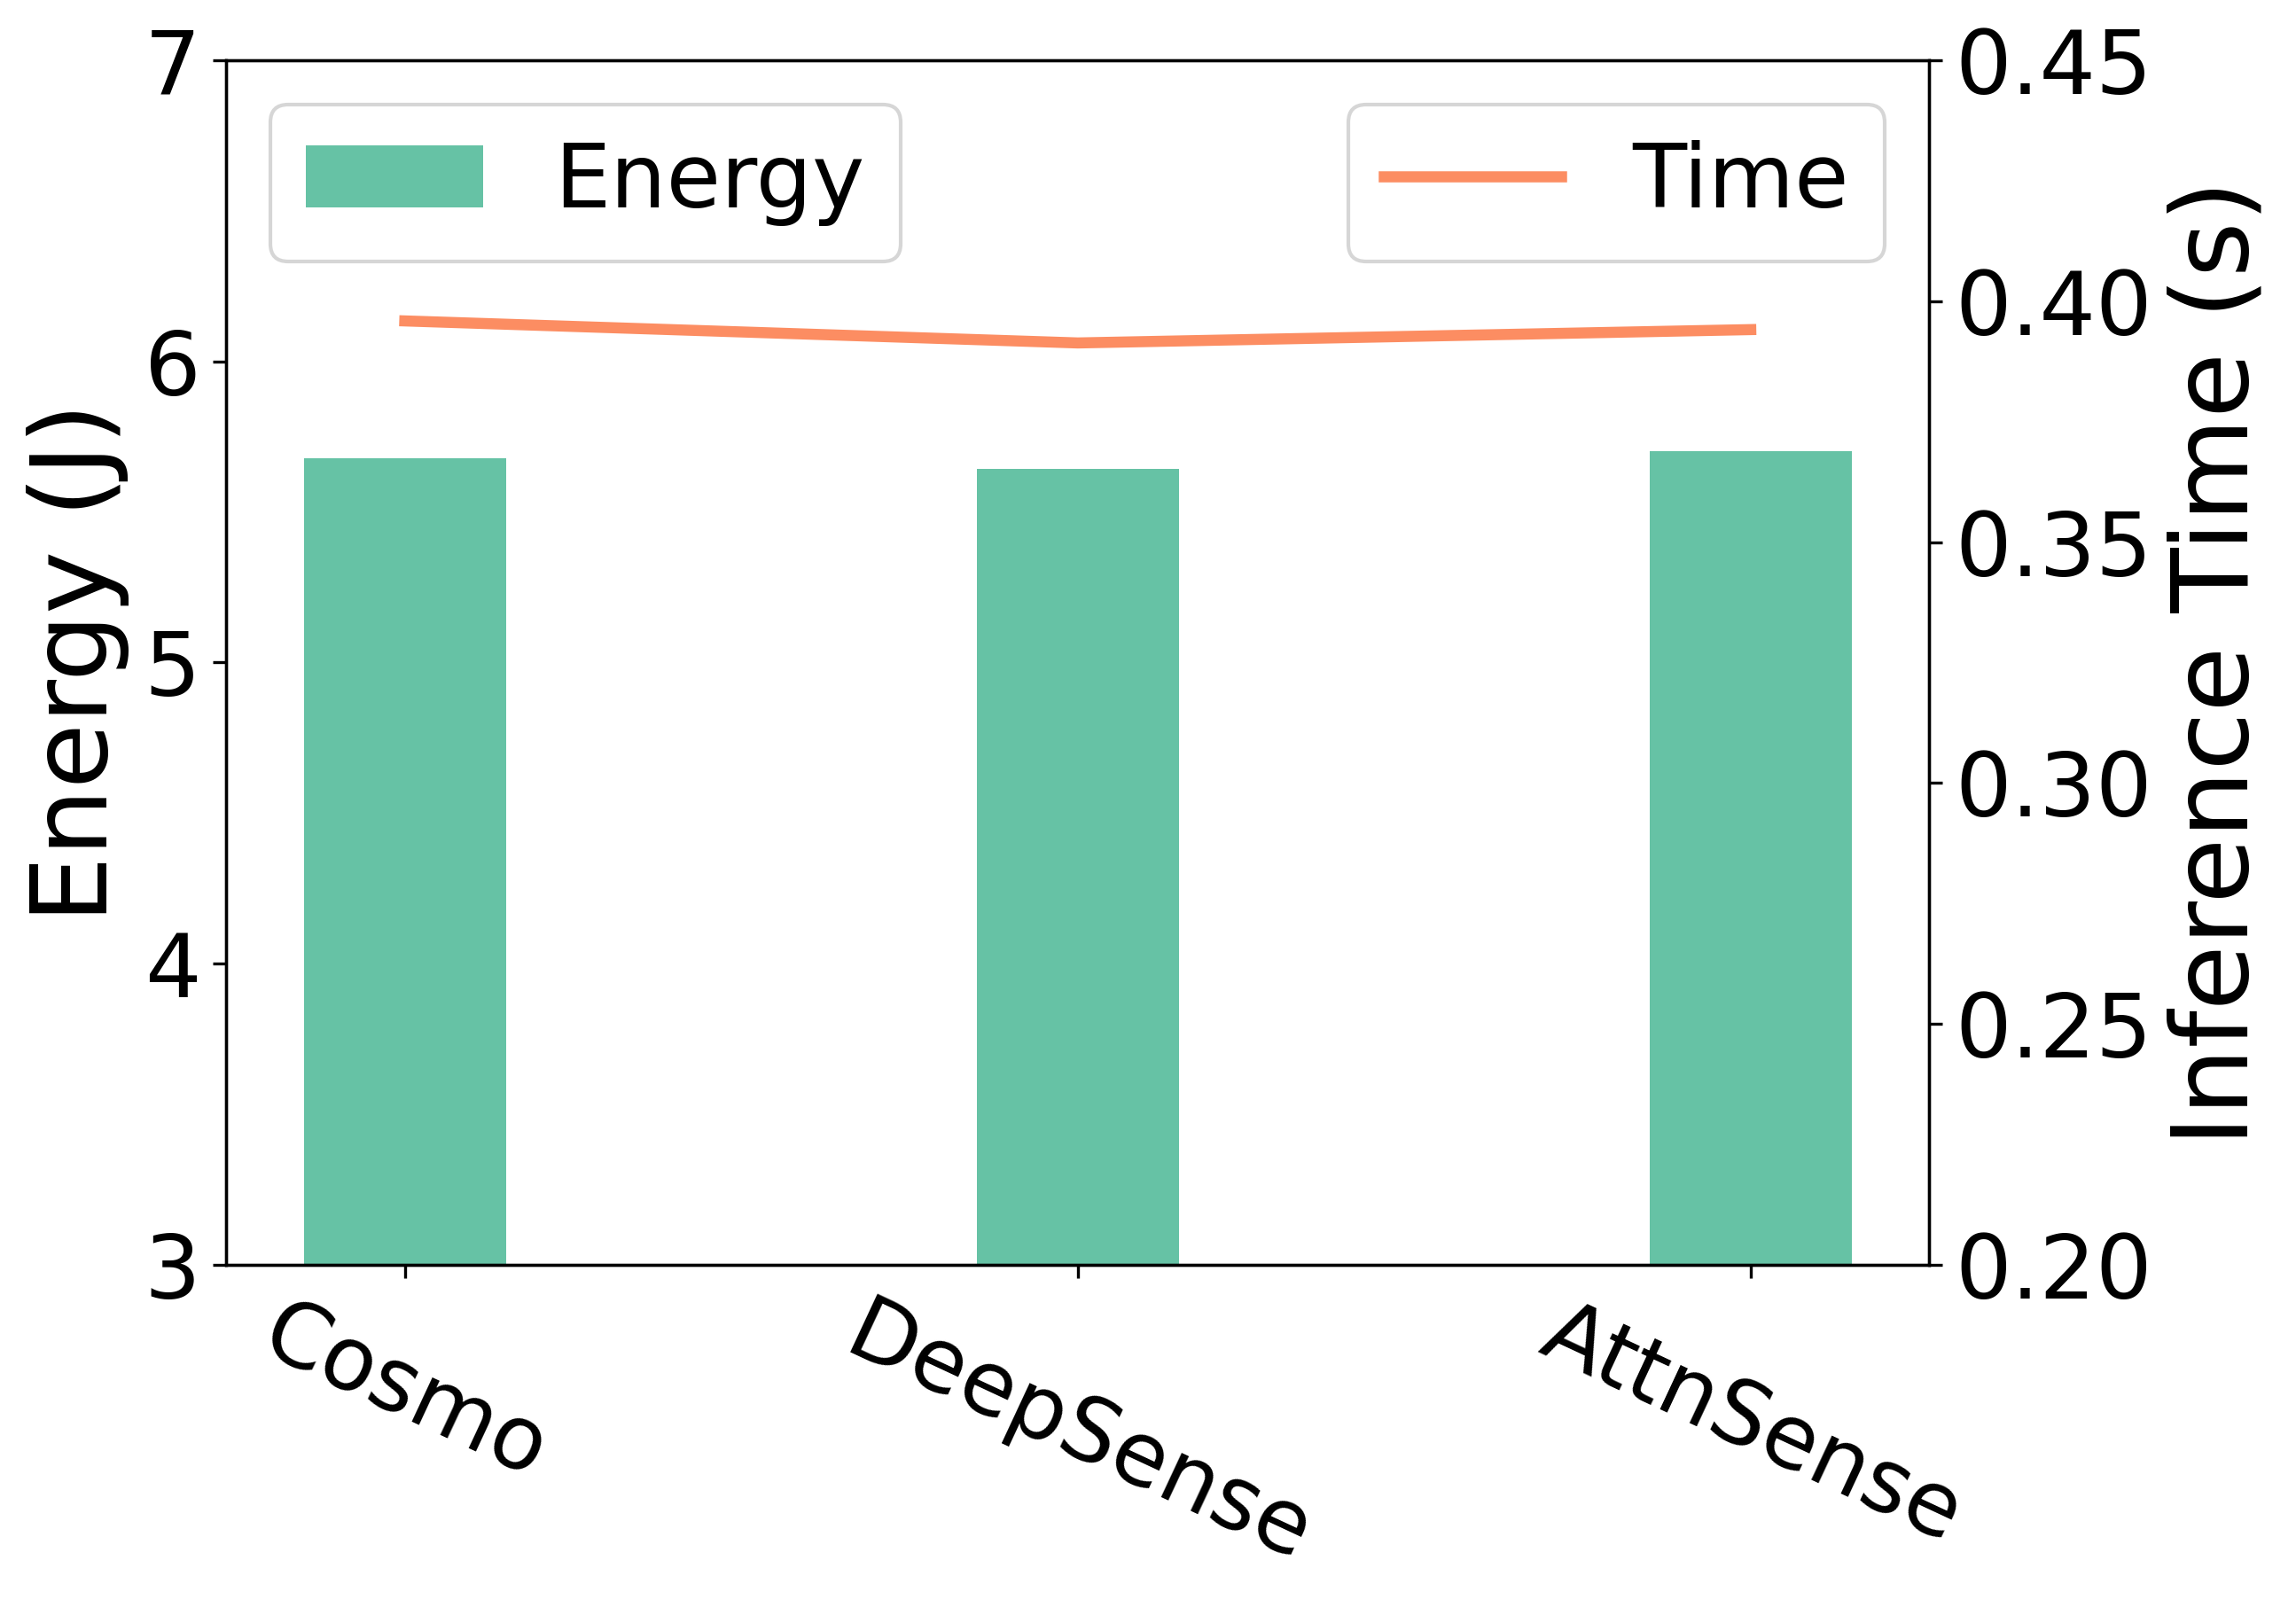 Energy
Time
Energy (J)
7
6
5
4
3
Inference Time (s)
0.45
0.40
0.35
0.30
0.25
0.20
Cosmo
DeepSense
AttnSense